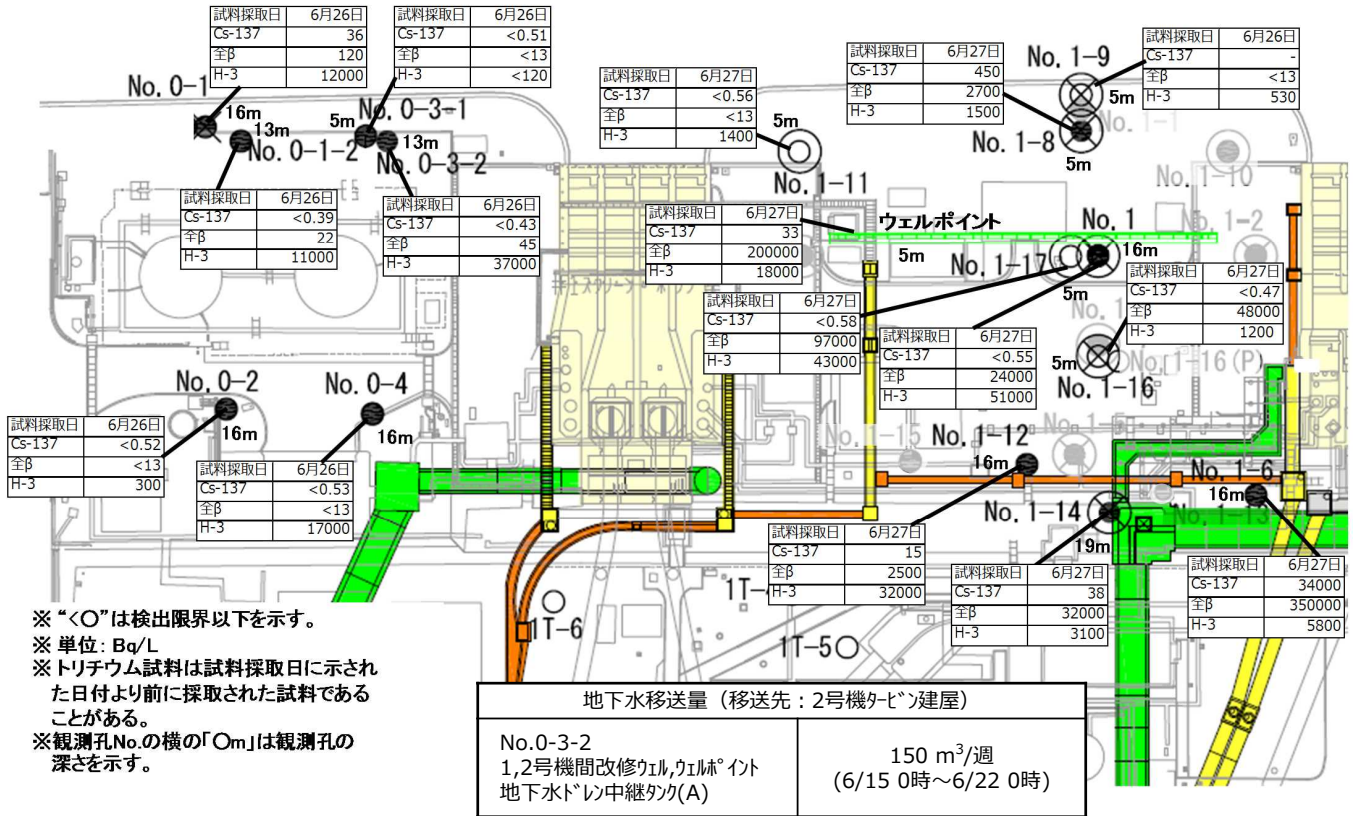 試料採取日 6月26日
Cs-137 36
全β 120
H-3 12000
試料採取日 6月26日
Cs-137 <0.51
全β <13
H-3 <120
試料採取日 6月27日
Cs-137 <0.56
全β <13
H-3 1400
試料採取日 6月27日
Cs-137 450
全β 2700
H-3 1500
試料採取日 6月26日
Cs-137 -
全β <13
H-3 530
No. 0-1
16m
13m
No. 0-1-2
5m
No. 0-3-1
13m
No. 0-3-2
5m
No. 1-11
No. 1-9
5m
No. 1-8
5m
No. 1-10
試料採取日 6月26日
Cs-137 <0.39
全β 22
H-3 11000
試料採取日 6月26日
Cs-137 <0.43
全β 45
H-3 37000
試料採取日 6月27日
Cs-137 33
全β 200000
H-3 18000
ウェルポイント
5m
No. 1-17
5m
No. 1
16m
No. 1-2
試料採取日 6月27日
Cs-137 <0.58
全β 97000
H-3 43000
試料採取日 6月27日
Cs-137 <0.55
全β 24000
H-3 51000
試料採取日 6月27日
Cs-137 <0.47
全β 48000
H-3 1200
5m
No. 1-16
No. 1-16(P)
No. 0-2
16m
No. 0-4
16m
試料採取日 6月26日
Cs-137 <0.52
全β <13
H-3 300
試料採取日 6月26日
Cs-137 <0.53
全β <13
H-3 17000
No. 1-15
No. 1-12
16m
No. 1-14
19m
No. 1-6
16m
No. 1-13
試料採取日 6月27日
Cs-137 15
全β 2500
H-3 32000
試料採取日 6月27日
Cs-137 38
全β 32000
H-3 3100
試料採取日 6月27日
Cs-137 34000
全β 350000
H-3 5800
1T-6
1T-5
※ “<〇”は検出限界以下を示す。
※ 単位: Bq/L
※ トリチウム試料は試料採取日に示され
た日付より前に採取された試料である
ことがある。
※観測孔No.の横の「〇m」は観測孔の
深さを示す。
地下水移送量（移送先：2号機ﾀｰﾋﾞﾝ建屋）
No.0-3-2
1,2号機間改修ｳｪﾙ,ｳｪﾙﾎﾟｲﾝﾄ
地下水ﾄﾞﾚﾝ中継ﾀﾝｸ(A)
150 m³/週
(6/15 0時～6/22 0時)